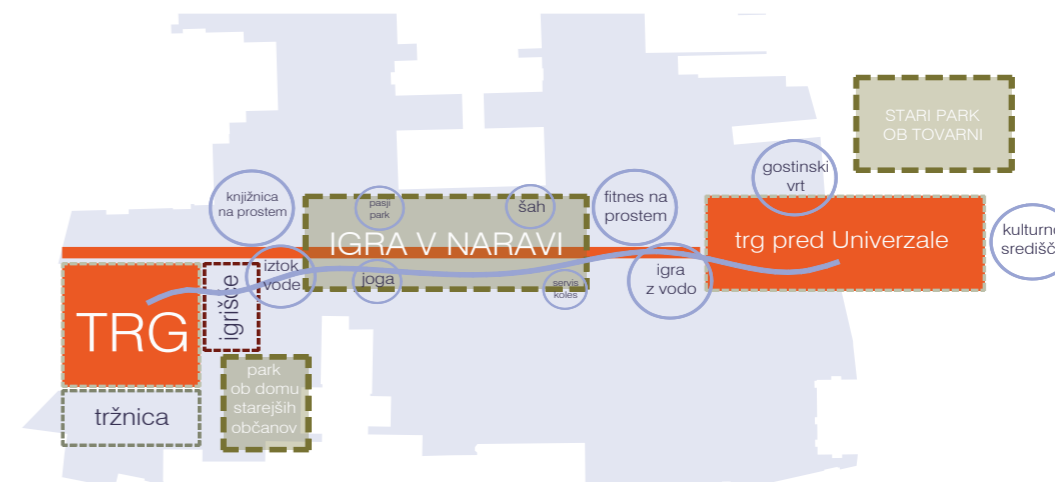 STARI PARK
OB TOVARNI
gostinski
vrt
knjižnica
na prostem
pasji
park
šah
fitnes na
prostem
IGRA V NARAVI
trg pred Univerzale
kulturno
središč
iztok
vode
joga
servis
koles
igra
z vodo
TRG
igrišče
park
ob domu
starejših
občanov
tržnica